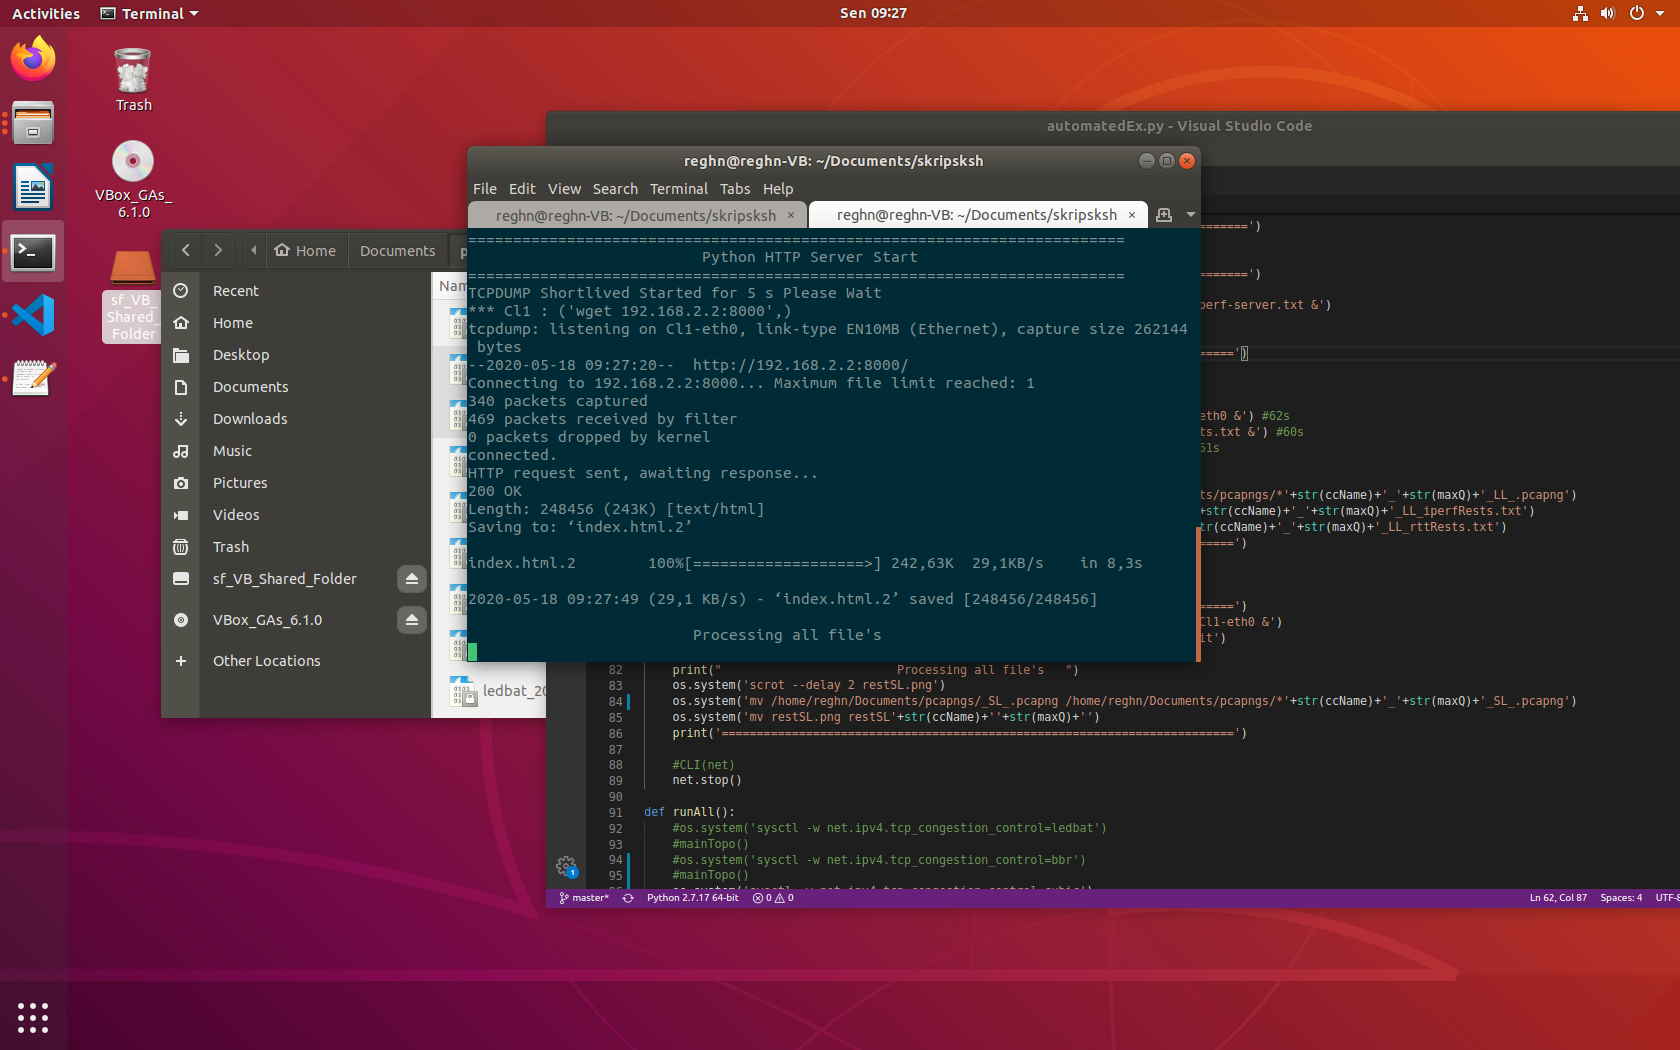 Activities
Terminal
Sen 09:27
Trash
VBox_GAs_
6.1.0
sf_VB_
Shared_
Folder
automatedEx.py - Visual Studio Code
reghn@reghn-VB: ~/Documents/skripsksh
File Edit View Search Terminal Tabs Help
reghn@reghn-VB: ~/Documents/skripsksh ×
reghn@reghn-VB: ~/Documents/skripsksh ×
=========================================================================
Python HTTP Server Start
=========================================================================
TCPDUMP Shortlived Started for 5 s Please Wait
*** Cl1 : ('wget 192.168.2.2:8000',)
tcpdump: listening on Cl1-eth0, link-type EN10MB (Ethernet), capture size 262144
bytes
--2020-05-18 09:27:20--  http://192.168.2.2:8000/
Connecting to 192.168.2.2:8000... Maximum file limit reached: 1
340 packets captured
469 packets received by filter
0 packets dropped by kernel
connected.
HTTP request sent, awaiting response...
200 OK
Length: 248456 (243K) [text/html]
Saving to: ‘index.html.2’
index.html.2        100%[===================>] 242,63K  29,1KB/s    in 8,3s
2020-05-18 09:27:49 (29,1 KB/s) - ‘index.html.2’ saved [248456/248456]
Processing all file's
Home
Documents
Recent
Home
Desktop
Documents
Downloads
Music
Pictures
Videos
Trash
sf_VB_Shared_Folder
VBox_GAs_6.1.0
Other Locations
Nam
ledbat_20
=======')
=======')
perf-server.txt &')
=====')
eth0 &') #62s
ts.txt &') #60s
61s
ts/pcapngs/*'+str(ccName)+'_'+str(maxQ)+'_LL_.pcapng')
+str(ccName)+'_'+str(maxQ)+'_LL_iperfRests.txt')
tr(ccName)+'_'+str(maxQ)+'_LL_rttRests.txt')
=====')
=====')
Cl1-eth0 &')
it')
82 print("                         Processing all file's   ")
83 os.system('scrot --delay 2 restSL.png')
84 os.system('mv /home/reghn/Documents/pcapngs/_SL_.pcapng /home/reghn/Documents/pcapngs/*'+str(ccName)+'_'+str(maxQ)+'_SL_.pcapng')
85 os.system('mv restSL.png restSL'+str(ccName)+''+str(maxQ)+'')
86 print('=========================================================================')
87
88 #CLI(net)
89 net.stop()
90
91 def runAll():
92 #os.system('sysctl -w net.ipv4.tcp_congestion_control=ledbat')
93 #mainTopo()
94 #os.system('sysctl -w net.ipv4.tcp_congestion_control=bbr')
95 #mainTopo()
1
master*
Python 2.7.17 64-bit
0
0
Ln 62, Col 87
Spaces: 4
UTF-8